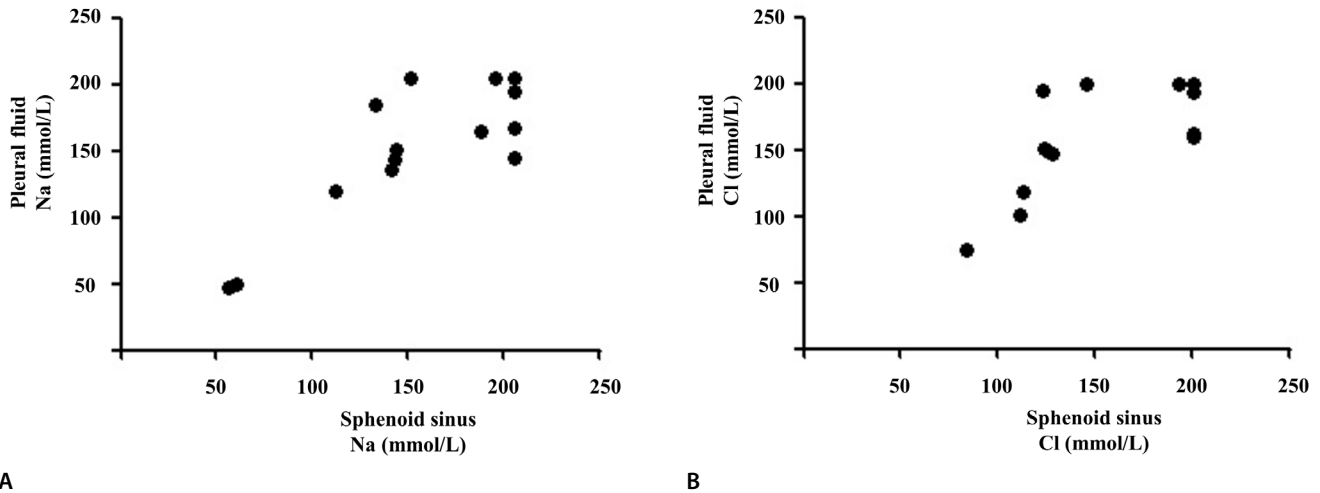 250
200
150
100
50
Pleural fluid
Na (mmol/L)
50 100 150 200 250
Sphenoid sinus
Na (mmol/L)
A
250
200
150
100
50
Pleural fluid
Cl (mmol/L)
50 100 150 200 250
Sphenoid sinus
Cl (mmol/L)
B